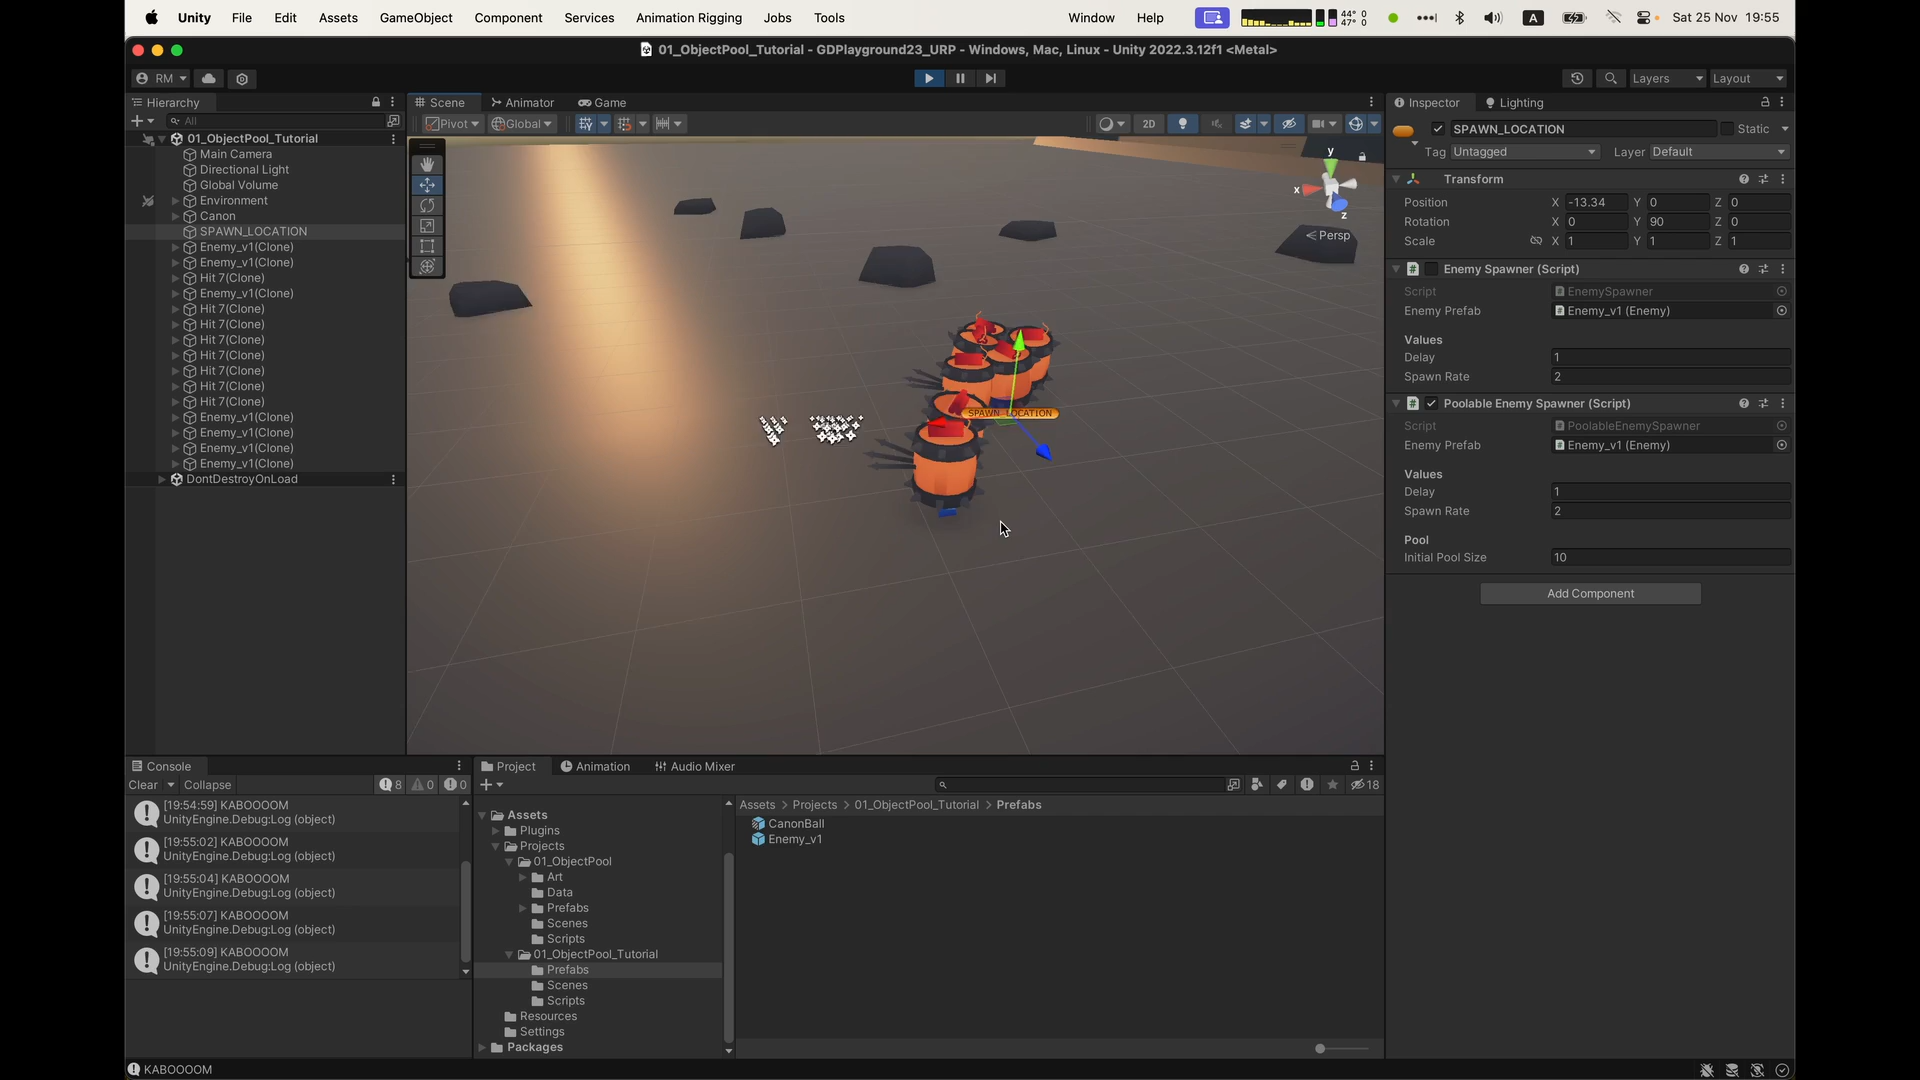 Unity File Edit Assets GameObject Component Services Animation Rigging Jobs Tools Window Help 44° 0 47° 0 A Sat 25 Nov 19:55
01_ObjectPool_Tutorial - GDPlayground23_URP - Windows, Mac, Linux - Unity 2022.3.12f1 <Metal>
RM Layers Layout
Hierarchy
All
01_ObjectPool_Tutorial
Main Camera
Directional Light
Global Volume
Environment
Canon
SPAWN_LOCATION
Enemy_v1(Clone)
Enemy_v1(Clone)
Hit 7(Clone)
Enemy_v1(Clone)
Hit 7(Clone)
Hit 7(Clone)
Hit 7(Clone)
Hit 7(Clone)
Hit 7(Clone)
Hit 7(Clone)
Hit 7(Clone)
Enemy_v1(Clone)
Enemy_v1(Clone)
Enemy_v1(Clone)
Enemy_v1(Clone)
DontDestroyOnLoad
Scene Animator Game
Pivot Global 2D
y
x
z
< Persp
SPAWN_LOCATION
Inspector Lighting
SPAWN_LOCATION Static
Tag Untagged Layer Default
Transform
Position X -13.34 Y 0 Z 0
Rotation X 0 Y 90 Z 0
Scale X 1 Y 1 Z 1
Enemy Spawner (Script)
Script EnemySpawner
Enemy Prefab Enemy_v1 (Enemy)
Values
Delay 1
Spawn Rate 2
Poolable Enemy Spawner (Script)
Script PoolableEnemySpawner
Enemy Prefab Enemy_v1 (Enemy)
Values
Delay 1
Spawn Rate 2
Pool
Initial Pool Size 10
Add Component
Console
Clear Collapse 8 0 0
[19:54:59] KABOOOOM
UnityEngine.Debug:Log (object)
[19:55:02] KABOOOOM
UnityEngine.Debug:Log (object)
[19:55:04] KABOOOOM
UnityEngine.Debug:Log (object)
[19:55:07] KABOOOOM
UnityEngine.Debug:Log (object)
[19:55:09] KABOOOOM
UnityEngine.Debug:Log (object)
Project Animation Audio Mixer
18
Assets
Plugins
Projects
01_ObjectPool
Art
Data
Prefabs
Scenes
Scripts
01_ObjectPool_Tutorial
Prefabs
Scenes
Scripts
Resources
Settings
Packages
Assets > Projects > 01_ObjectPool_Tutorial > Prefabs
CanonBall
Enemy_v1
KABOOOOM